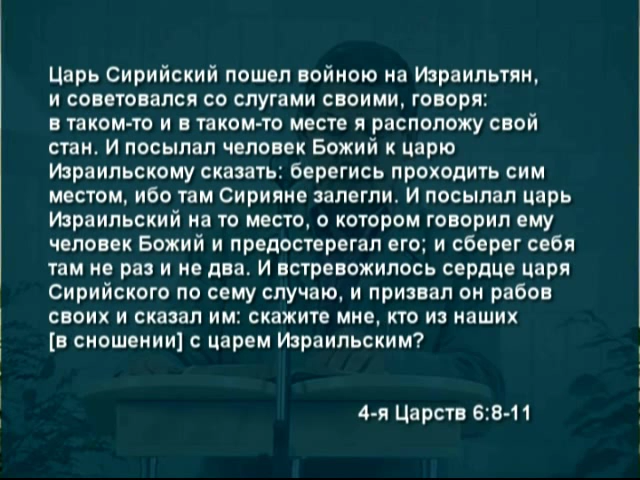 Царь Сирийский пошел войною на Израильтян,
и советовался со слугами своими, говоря:
в таком-то и в таком-то месте я расположу свой
стан. И посылал человек Божий к царю
Израильскому сказать: берегись проходить сим
местом, ибо там Сирияне залегли. И посылал царь
Израильский на то место, о котором говорил ему
человек Божий и предостерегал его; и сберег себя
там не раз и не два. И встревожилось сердце царя
Сирийского по сему случаю, и призвал он рабов
своих и сказал им: скажите мне, кто из наших
[в сношении] с царем Израильским?
4-я Царств 6:8-11